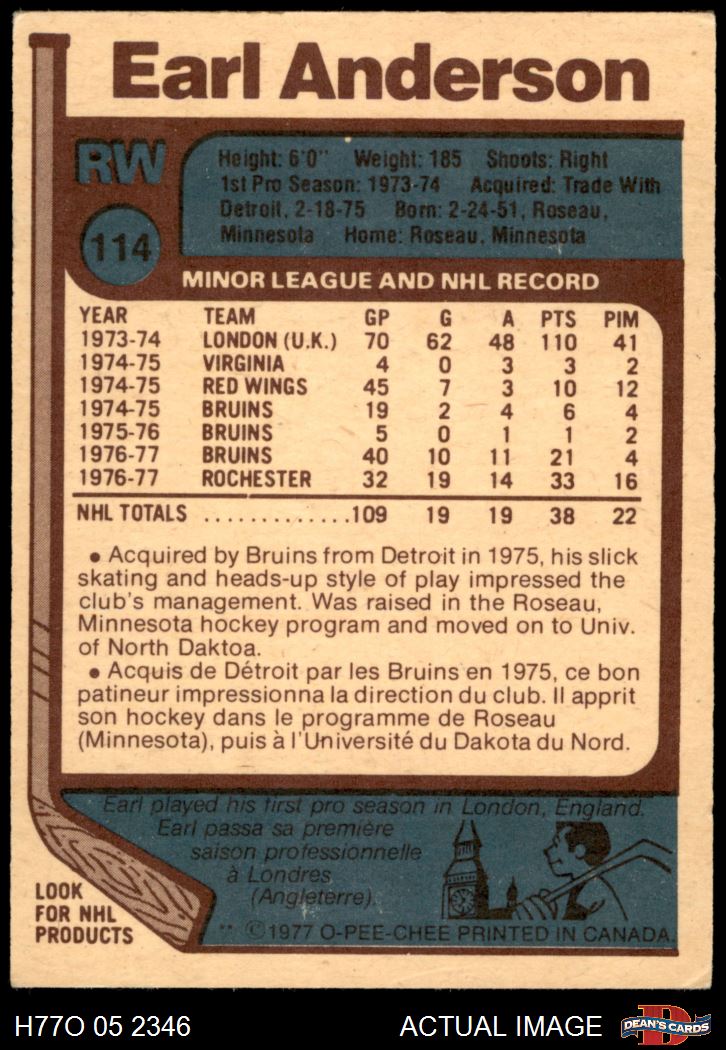 Earl Anderson
RW
Height: 6'0" Weight: 185 Shoots: Right
1st Pro Season: 1973-74 Acquired: Trade With
Detroit, 2-18-75 Born: 2-24-51, Roseau,
Minnesota Home: Roseau, Minnesota
114
MINOR LEAGUE AND NHL RECORD
YEAR TEAM GP G A PTS PIM
1973-74 LONDON (U.K.) 70 62 48 110 41
1974-75 VIRGINIA 4 0 3 3 2
1974-75 RED WINGS 45 7 3 10 12
1974-75 BRUINS 19 2 4 6 4
1975-76 BRUINS 5 0 1 1 2
1976-77 BRUINS 40 10 11 21 4
1976-77 ROCHESTER 32 19 14 33 16
NHL TOTALS ..............109 19 19 38 22
• Acquired by Bruins from Detroit in 1975, his slick
skating and heads-up style of play impressed the
club's management. Was raised in the Roseau,
Minnesota hockey program and moved on to Univ.
of North Daktoa.
• Acquis de Détroit par les Bruins en 1975, ce bon
patineur impressionna la direction du club. Il apprit
son hockey dans le programme de Roseau
(Minnesota), puis à l'Université du Dakota du Nord.
Earl played his first pro season in London, England.
Earl passa sa première
saison professionnelle
à Londres
(Angleterre).
LOOK
FOR NHL
PRODUCTS
** ©1977 O-PEE-CHEE PRINTED IN CANADA.
H77O 05 2346 ACTUAL IMAGE
D
DEAN'S CARDS